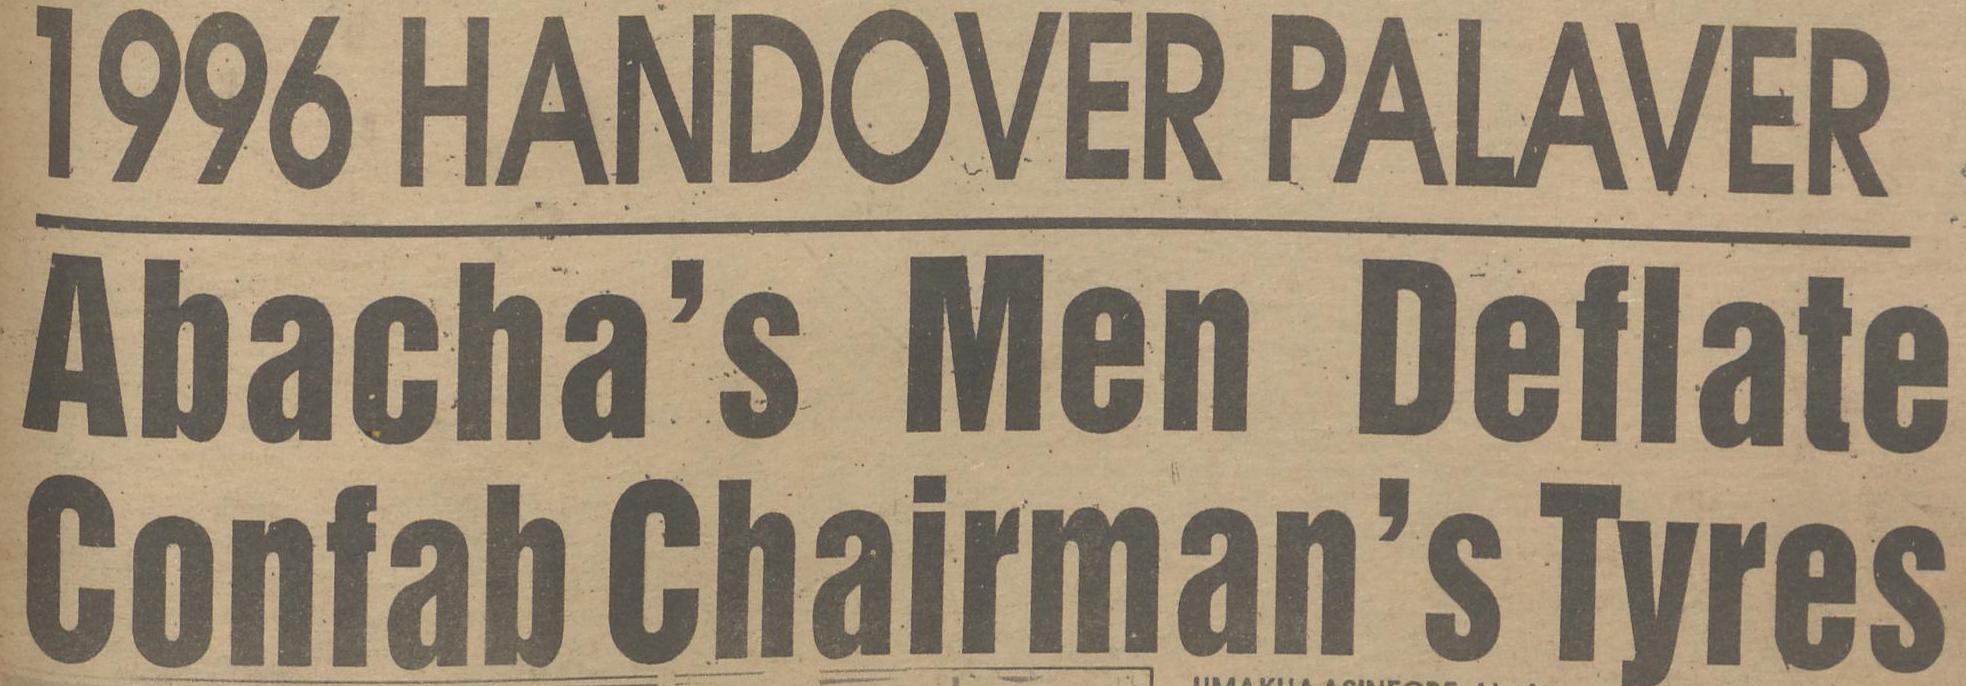 1996 HANDOVER PALAVER
Abacha's Men Deflate
Confab Chairman's Tyres